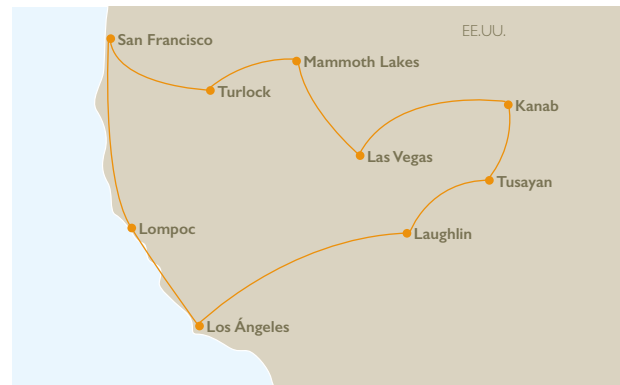 EE.UU.
San Francisco
Mammoth Lakes
Turlock
Kanab
Las Vegas
Tusayan
Lompoc
Laughlin
Los Ángeles